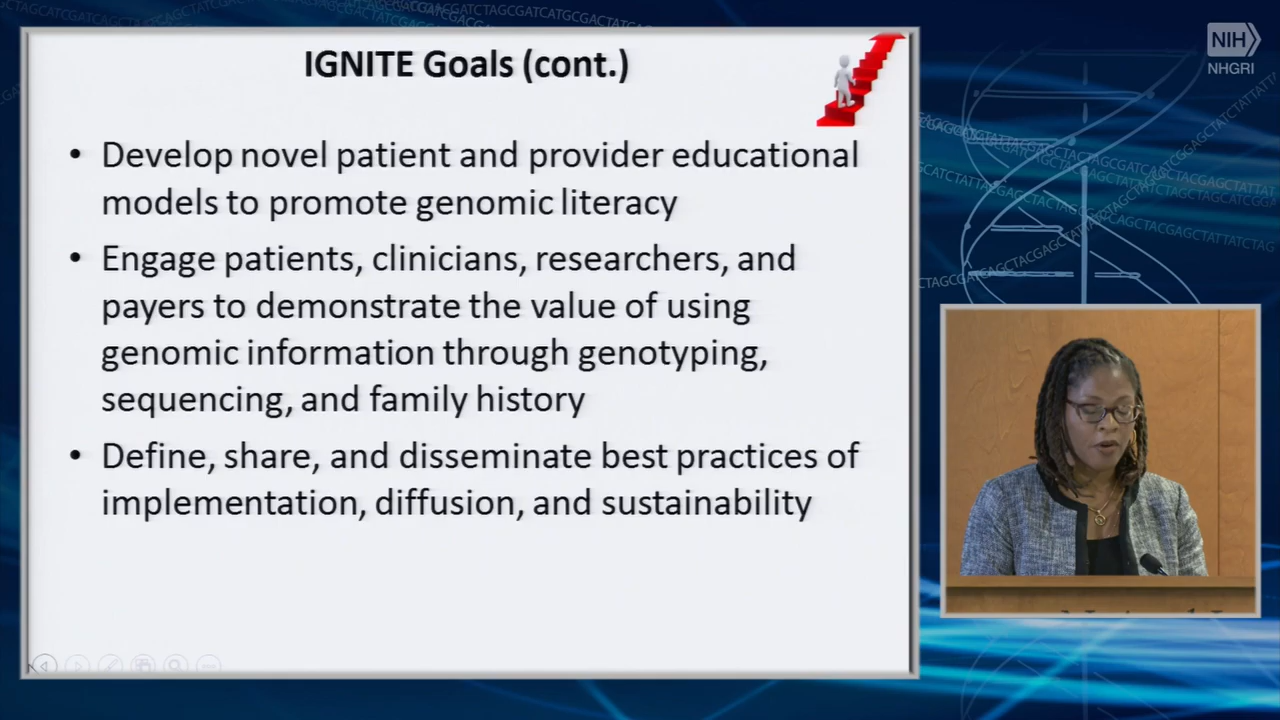 IGNITE Goals (cont.)
• Develop novel patient and provider educational
models to promote genomic literacy
• Engage patients, clinicians, researchers, and
payers to demonstrate the value of using
genomic information through genotyping,
sequencing, and family history
• Define, share, and disseminate best practices of
implementation, diffusion, and sustainability
NIH
NHGRI